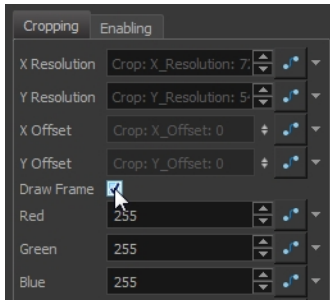 Cropping Enabling
X Resolution Crop: X_Resolution: 7
Y Resolution Crop: Y_Resolution: 5
X Offset Crop: X_Offset: 0
Y Offset Crop: Y_Offset: 0
Draw Frame
Red 255
Green 255
Blue 255